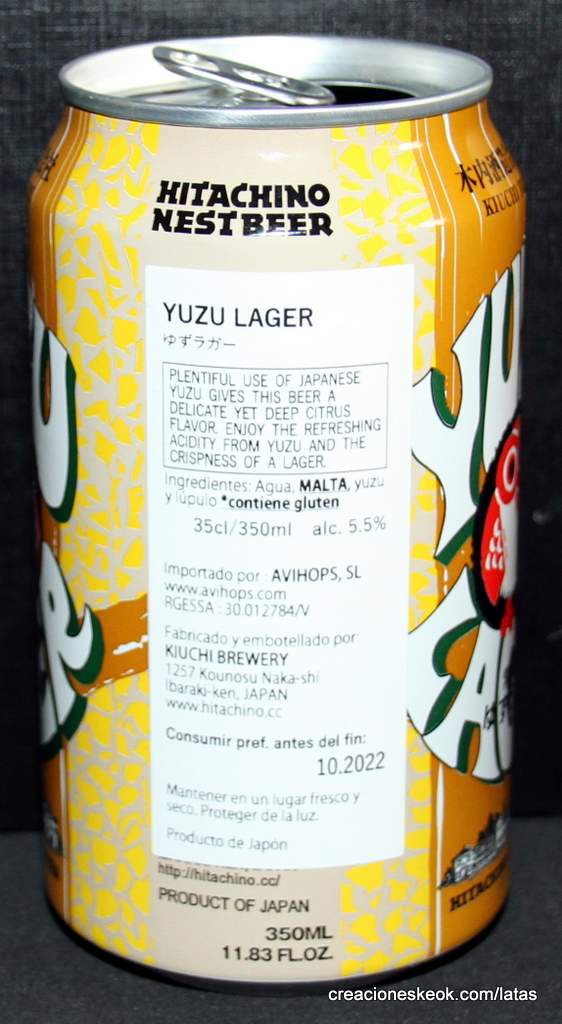 HITACHINO
NEST BEER
木内酒
KIUCHI
YUZU LAGER
ゆずラガー
PLENTIFUL USE OF JAPANESE
YUZU GIVES THIS BEER A
DELICATE YET DEEP CITRUS
FLAVOR. ENJOY THE REFRESHING
ACIDITY FROM YUZU AND THE
CRISPNESS OF A LAGER.
Ingredientes: Agua, MALTA, yuzu
y lúpulo *contiene gluten
35cl/350ml alc. 5.5%
Importado por : AVIHOPS, SL
www.avihops.com
RGESSA : 30.012784/V
Fabricado y embotellado por:
KIUCHI BREWERY
1257 Kounosu Naka-shi
Ibaraki-ken, JAPAN
www.hitachino.cc
Consumir pref. antes del fin:
10.2022
Mantener en un lugar fresco y
seco. Proteger de la luz.
Producto de Japón
http://hitachino.cc/
PRODUCT OF JAPAN
350ML
11.83 FL.OZ.
HITACHIN
creacioneskeok.com/latas